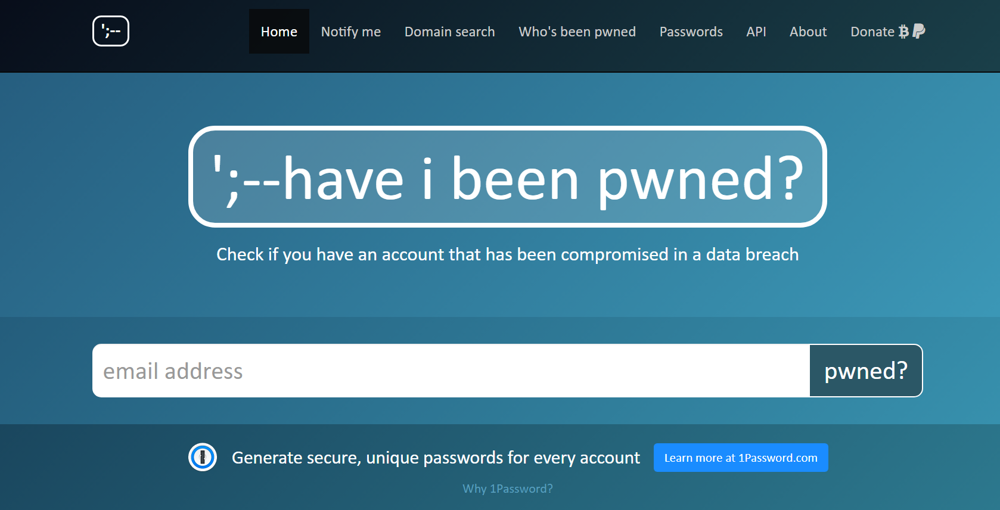 ';--
Home Notify me Domain search Who's been pwned Passwords API About Donate
';--have i been pwned?
Check if you have an account that has been compromised in a data breach
email address pwned?
Generate secure, unique passwords for every account Learn more at 1Password.com
Why 1Password?